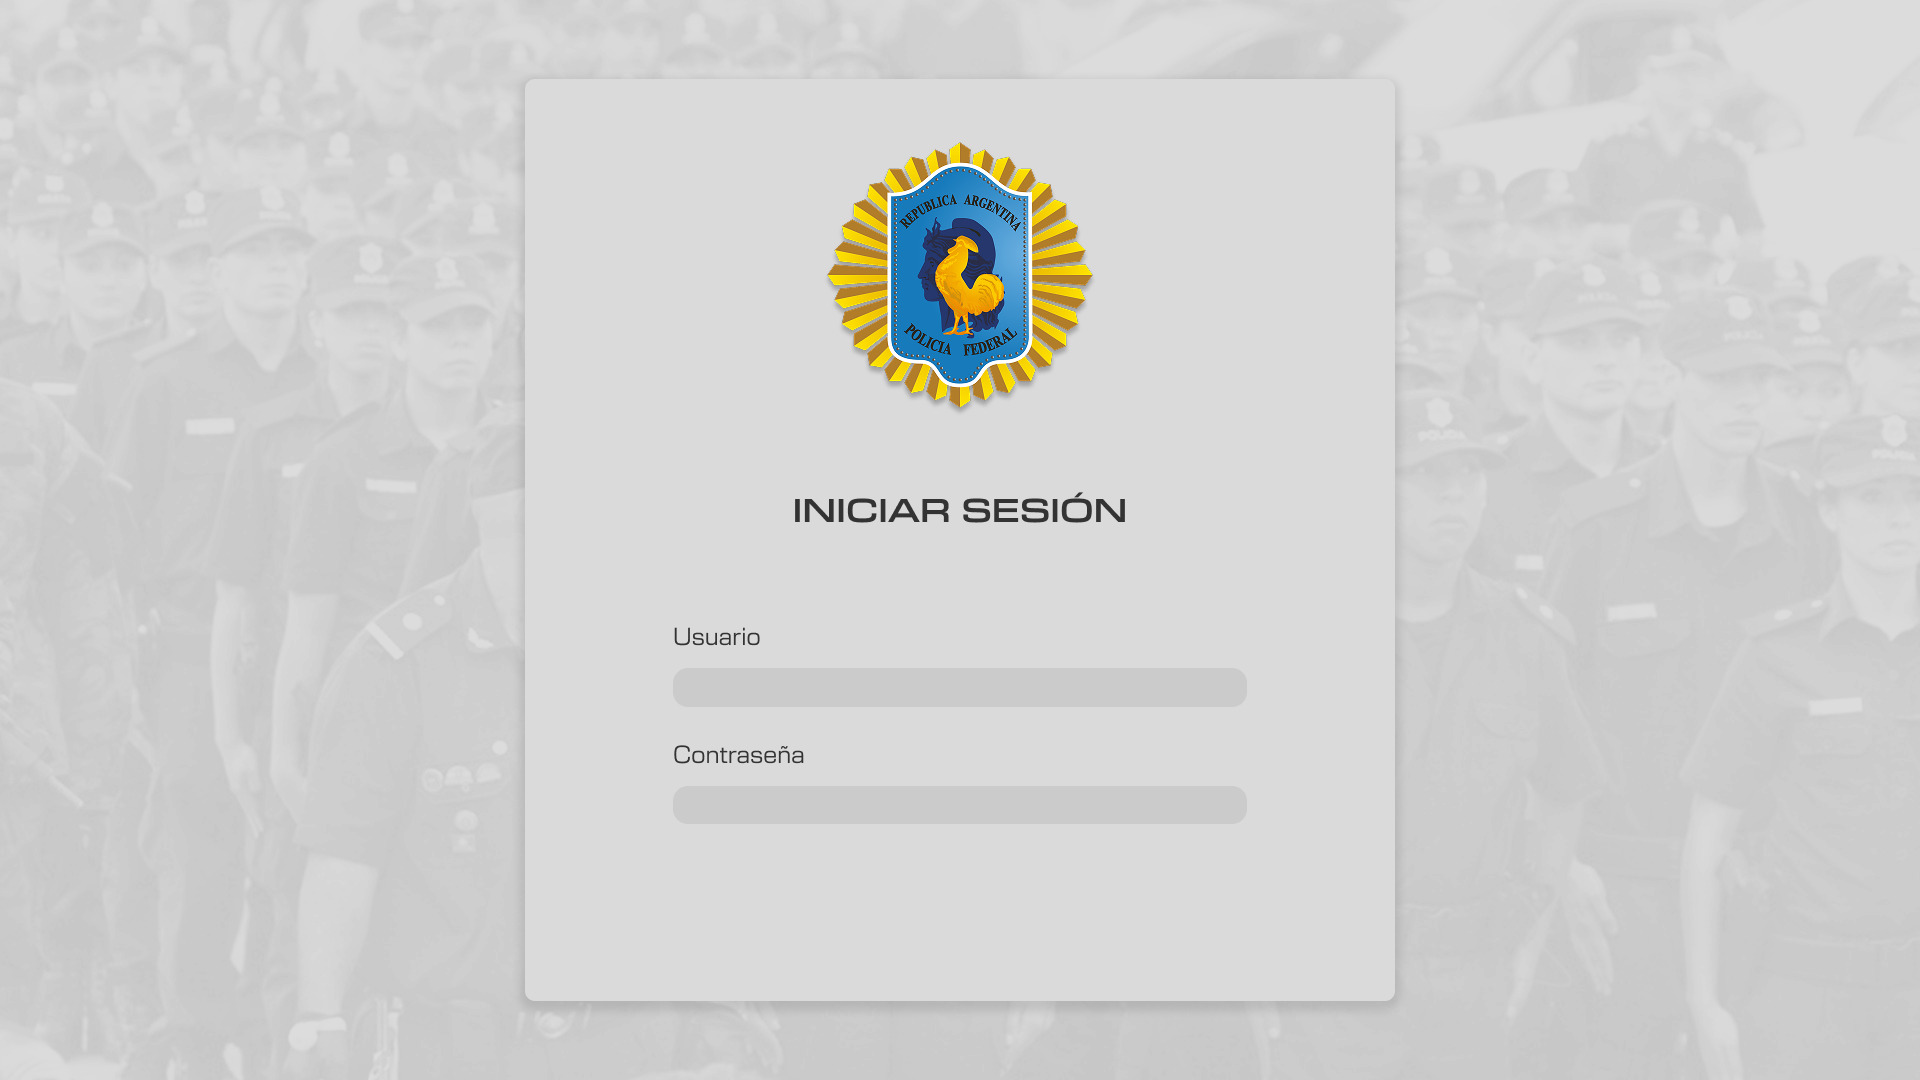 REPUBLICA ARGENTINA
POLICIA FEDERAL
INICIAR SESIÓN
Usuario
Contraseña